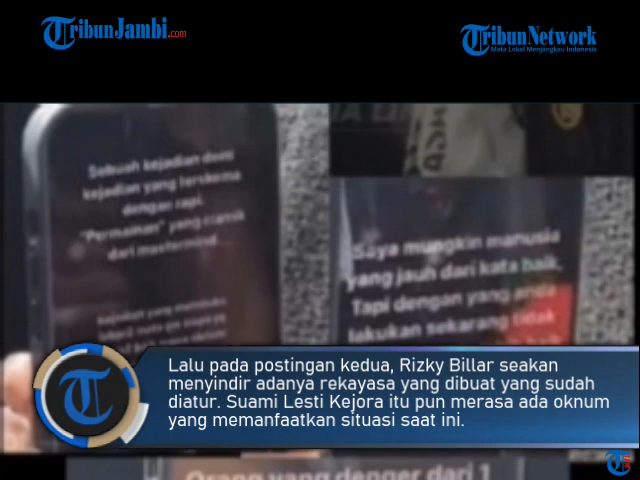 TribunJambi.com
TribunNetwork
Mata Lokal Menjangkau Indonesia
Sebuah kejadian demi
kejadian yang terskema
dengan rapi.
"Permainan" yang
dari mastermind
Saya mungkin manusia
yang jauh dari kata baik.
Tapi dengan yang anda
lakukan sekarang tidak
Lalu pada postingan kedua, Rizky Billar seakan
menyindir adanya rekayasa yang dibuat yang sudah
diatur. Suami Lesti Kejora itu pun merasa ada oknum
yang memanfaatkan situasi saat ini.
Orang yang denger dari 1